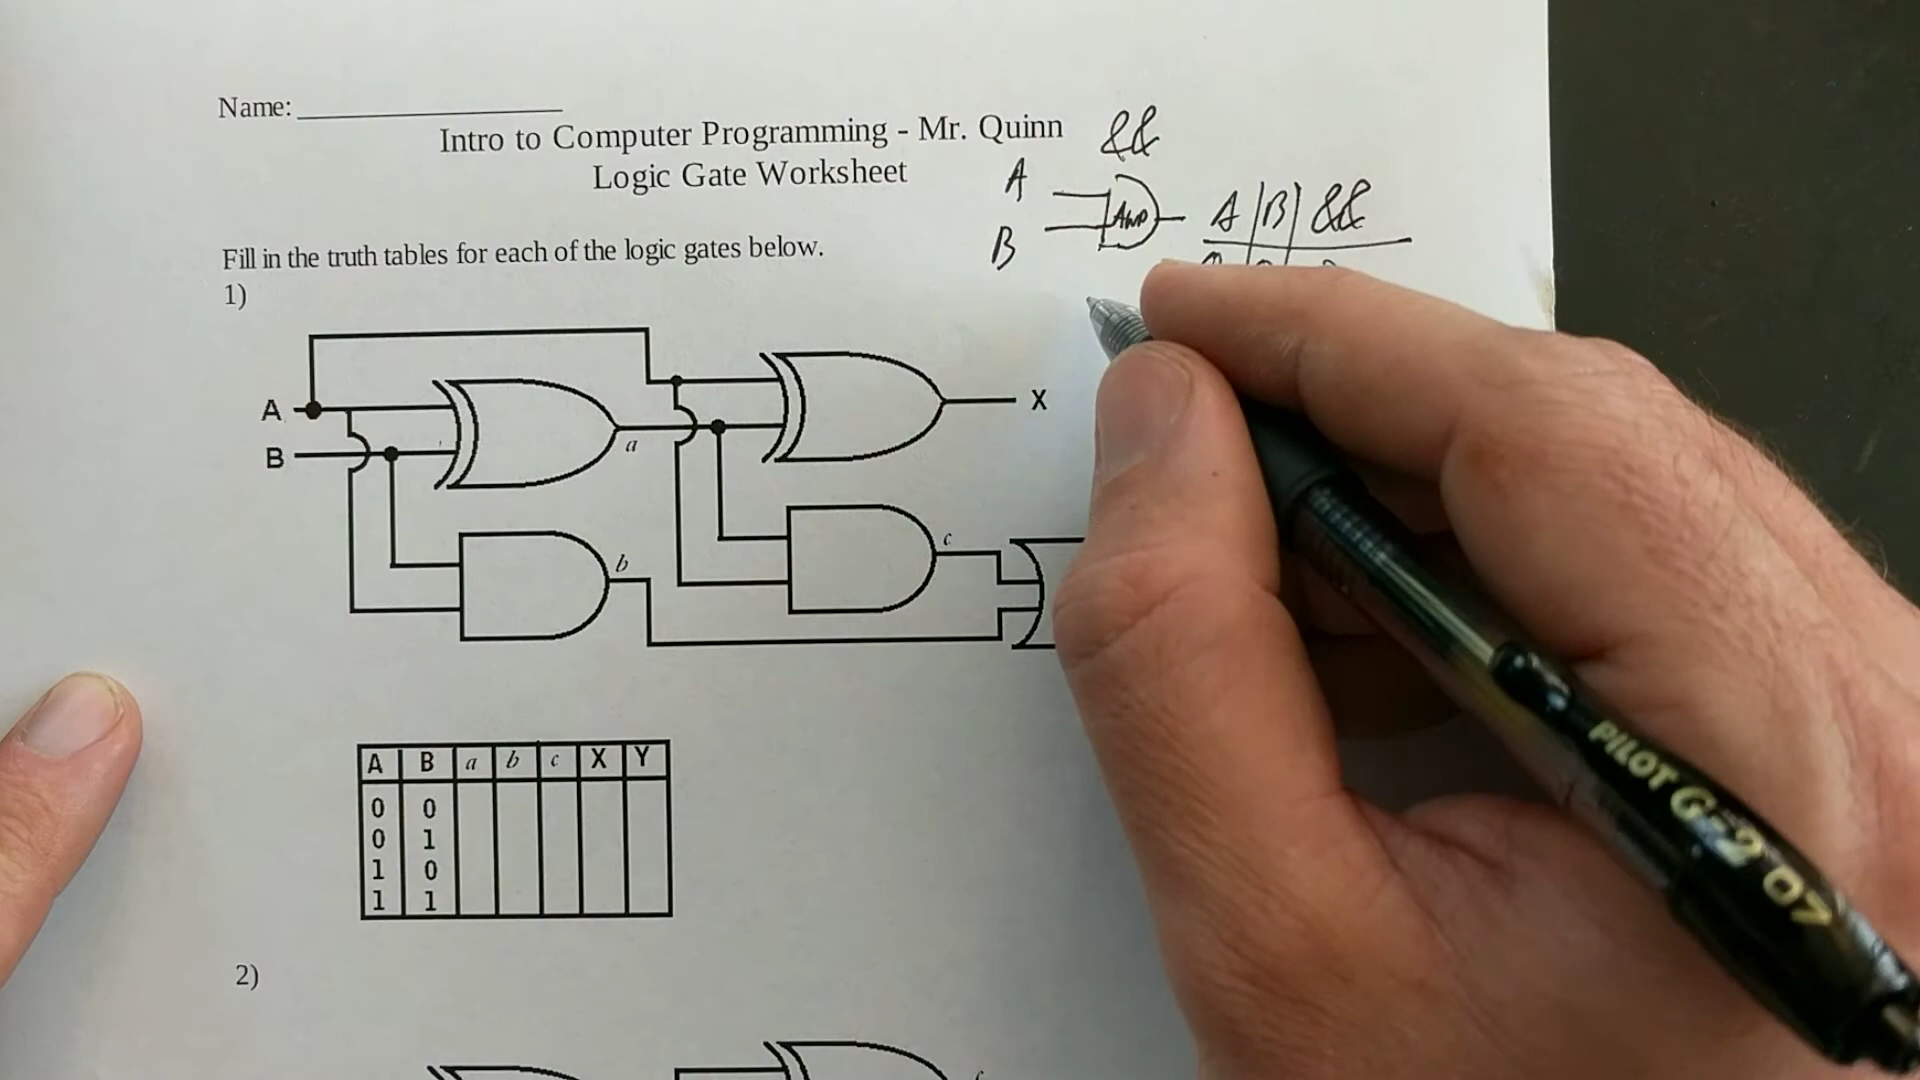 Name:
Intro to Computer Programming - Mr. Quinn
Logic Gate Worksheet
&&
A
B
AND
A B &&
Fill in the truth tables for each of the logic gates below.
1)
A
B
a
b
c
X
A B a b c X Y
0 0
0 1
1 0
1 1
2)
PILOT G-2 07